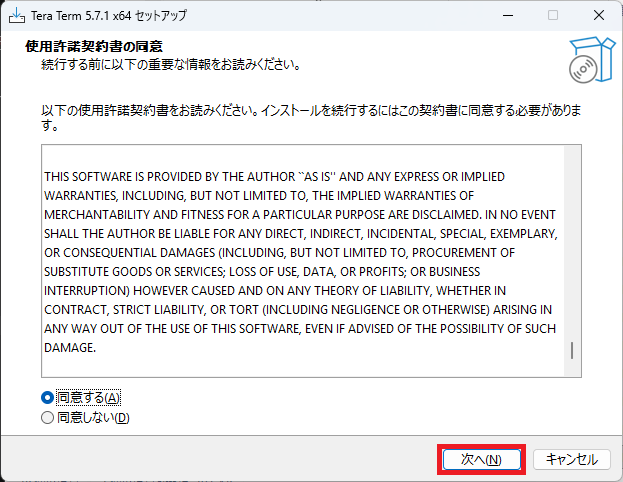 Tera Term 5.7.1 x64 セットアップ
使用許諾契約書の同意
続行する前に以下の重要な情報をお読みください。
以下の使用許諾契約書をお読みください。インストールを続行するにはこの契約書に同意する必要がありま
す。
THIS SOFTWARE IS PROVIDED BY THE AUTHOR ``AS IS'' AND ANY EXPRESS OR IMPLIED
WARRANTIES, INCLUDING, BUT NOT LIMITED TO, THE IMPLIED WARRANTIES OF
MERCHANTABILITY AND FITNESS FOR A PARTICULAR PURPOSE ARE DISCLAIMED. IN NO EVENT
SHALL THE AUTHOR BE LIABLE FOR ANY DIRECT, INDIRECT, INCIDENTAL, SPECIAL, EXEMPLARY,
OR CONSEQUENTIAL DAMAGES (INCLUDING, BUT NOT LIMITED TO, PROCUREMENT OF
SUBSTITUTE GOODS OR SERVICES; LOSS OF USE, DATA, OR PROFITS; OR BUSINESS
INTERRUPTION) HOWEVER CAUSED AND ON ANY THEORY OF LIABILITY, WHETHER IN
CONTRACT, STRICT LIABILITY, OR TORT (INCLUDING NEGLIGENCE OR OTHERWISE) ARISING IN
ANY WAY OUT OF THE USE OF THIS SOFTWARE, EVEN IF ADVISED OF THE POSSIBILITY OF SUCH
DAMAGE.
同意する(A)
同意しない(D)
次へ(N)
キャンセル